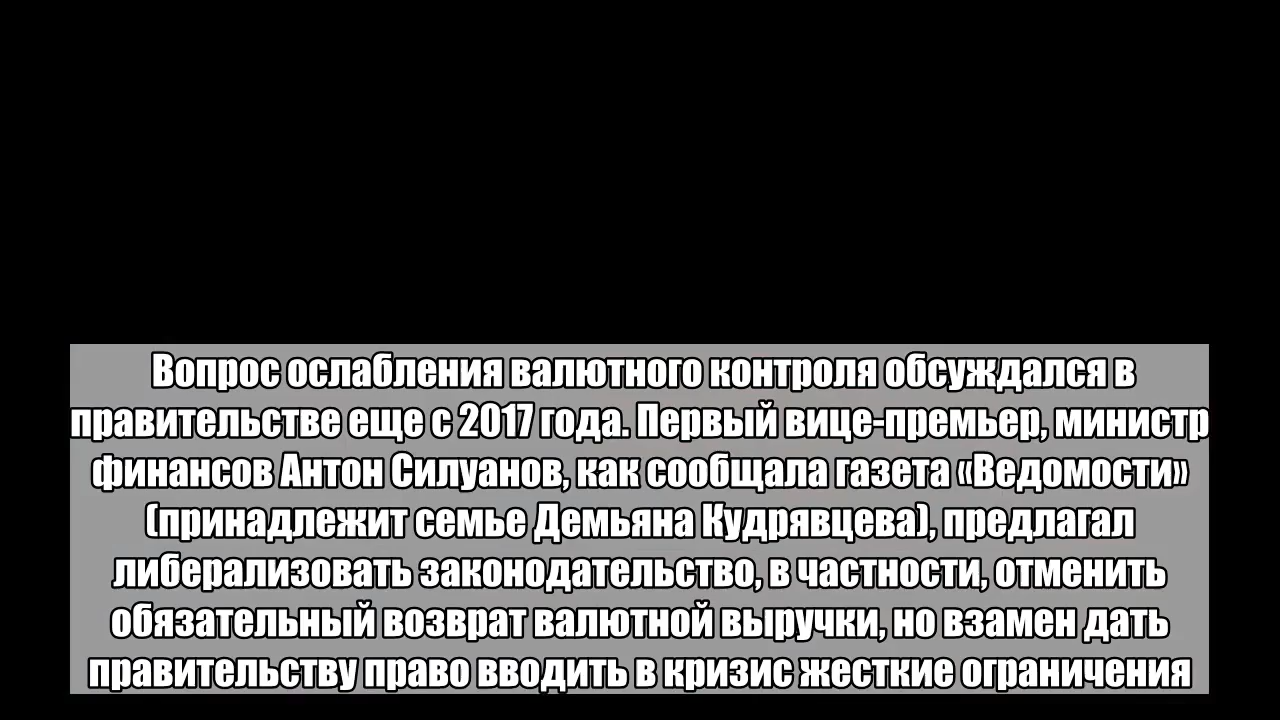 Вопрос ослабления валютного контроля обсуждался в
правительстве еще с 2017 года. Первый вице-премьер, министр
финансов Антон Силуанов, как сообщала газета «Ведомости»
(принадлежит семье Демьяна Кудрявцева), предлагал
либерализовать законодательство, в частности, отменить
обязательный возврат валютной выручки, но взамен дать
правительству право вводить в кризис жесткие ограничения